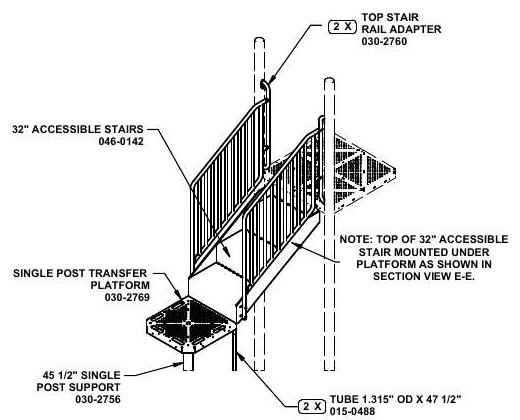 2 X TOP STAIR
RAIL ADAPTER
030-2760
32" ACCESSIBLE STAIRS
046-0142
NOTE: TOP OF 32" ACCESSIBLE
STAIR MOUNTED UNDER
PLATFORM AS SHOWN IN
SECTION VIEW E-E.
SINGLE POST TRANSFER
PLATFORM
030-2769
45 1/2" SINGLE
POST SUPPORT
030-2756
2 X TUBE 1.315" OD X 47 1/2"
015-0488